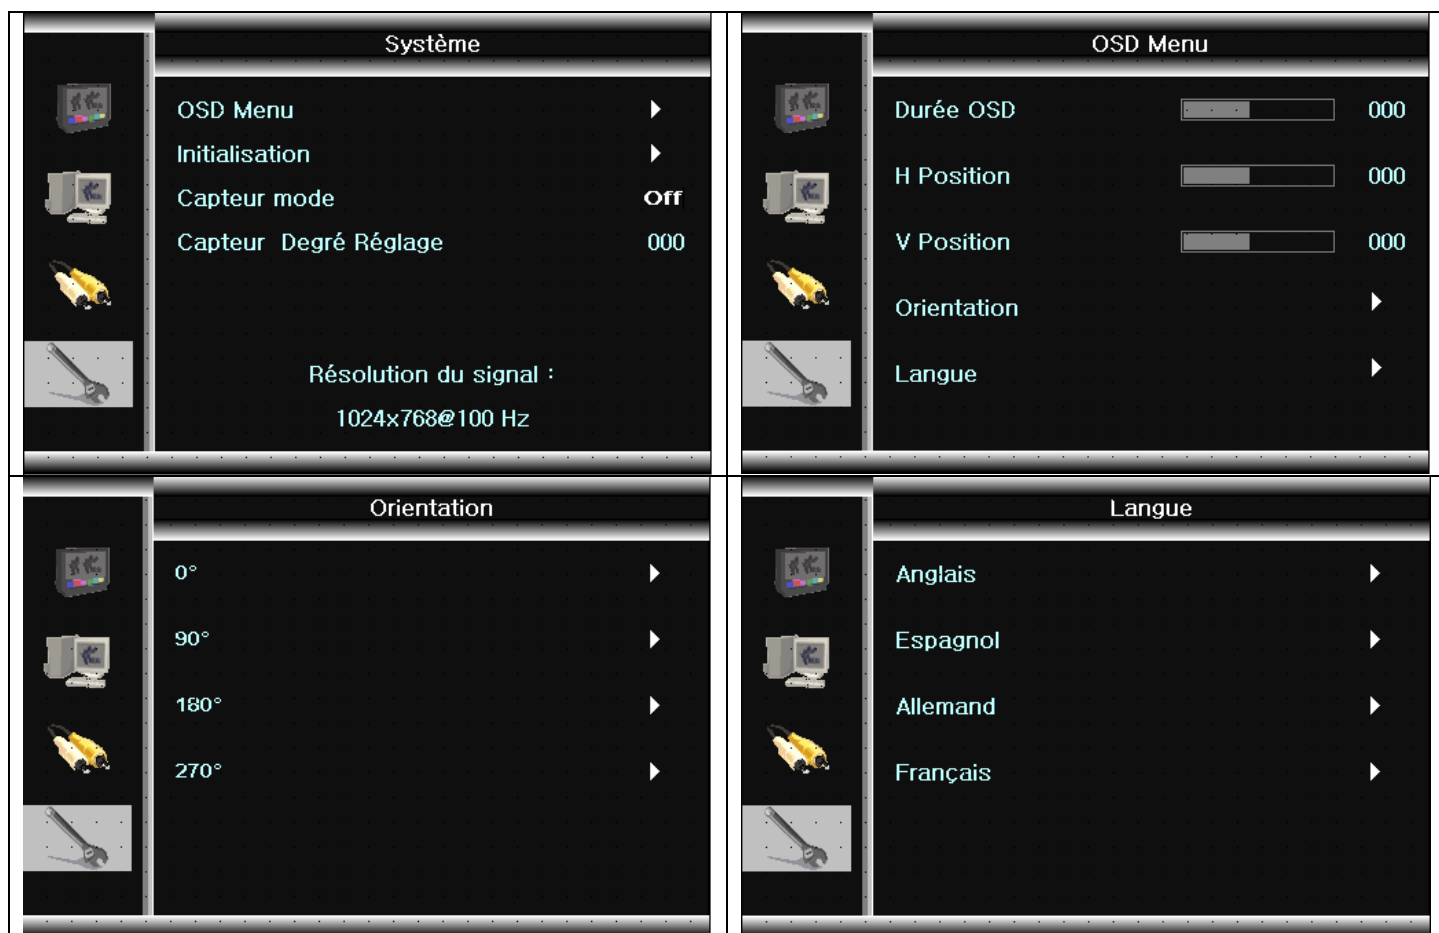 Système
OSD Menu
Initialisation
Capteur mode Off
Capteur Degré Réglage 000
Résolution du signal :
1024x768@100 Hz
OSD Menu
Durée OSD 000
H Position 000
V Position 000
Orientation
Langue
Orientation
0°
90°
180°
270°
Langue
Anglais
Espagnol
Allemand
Français